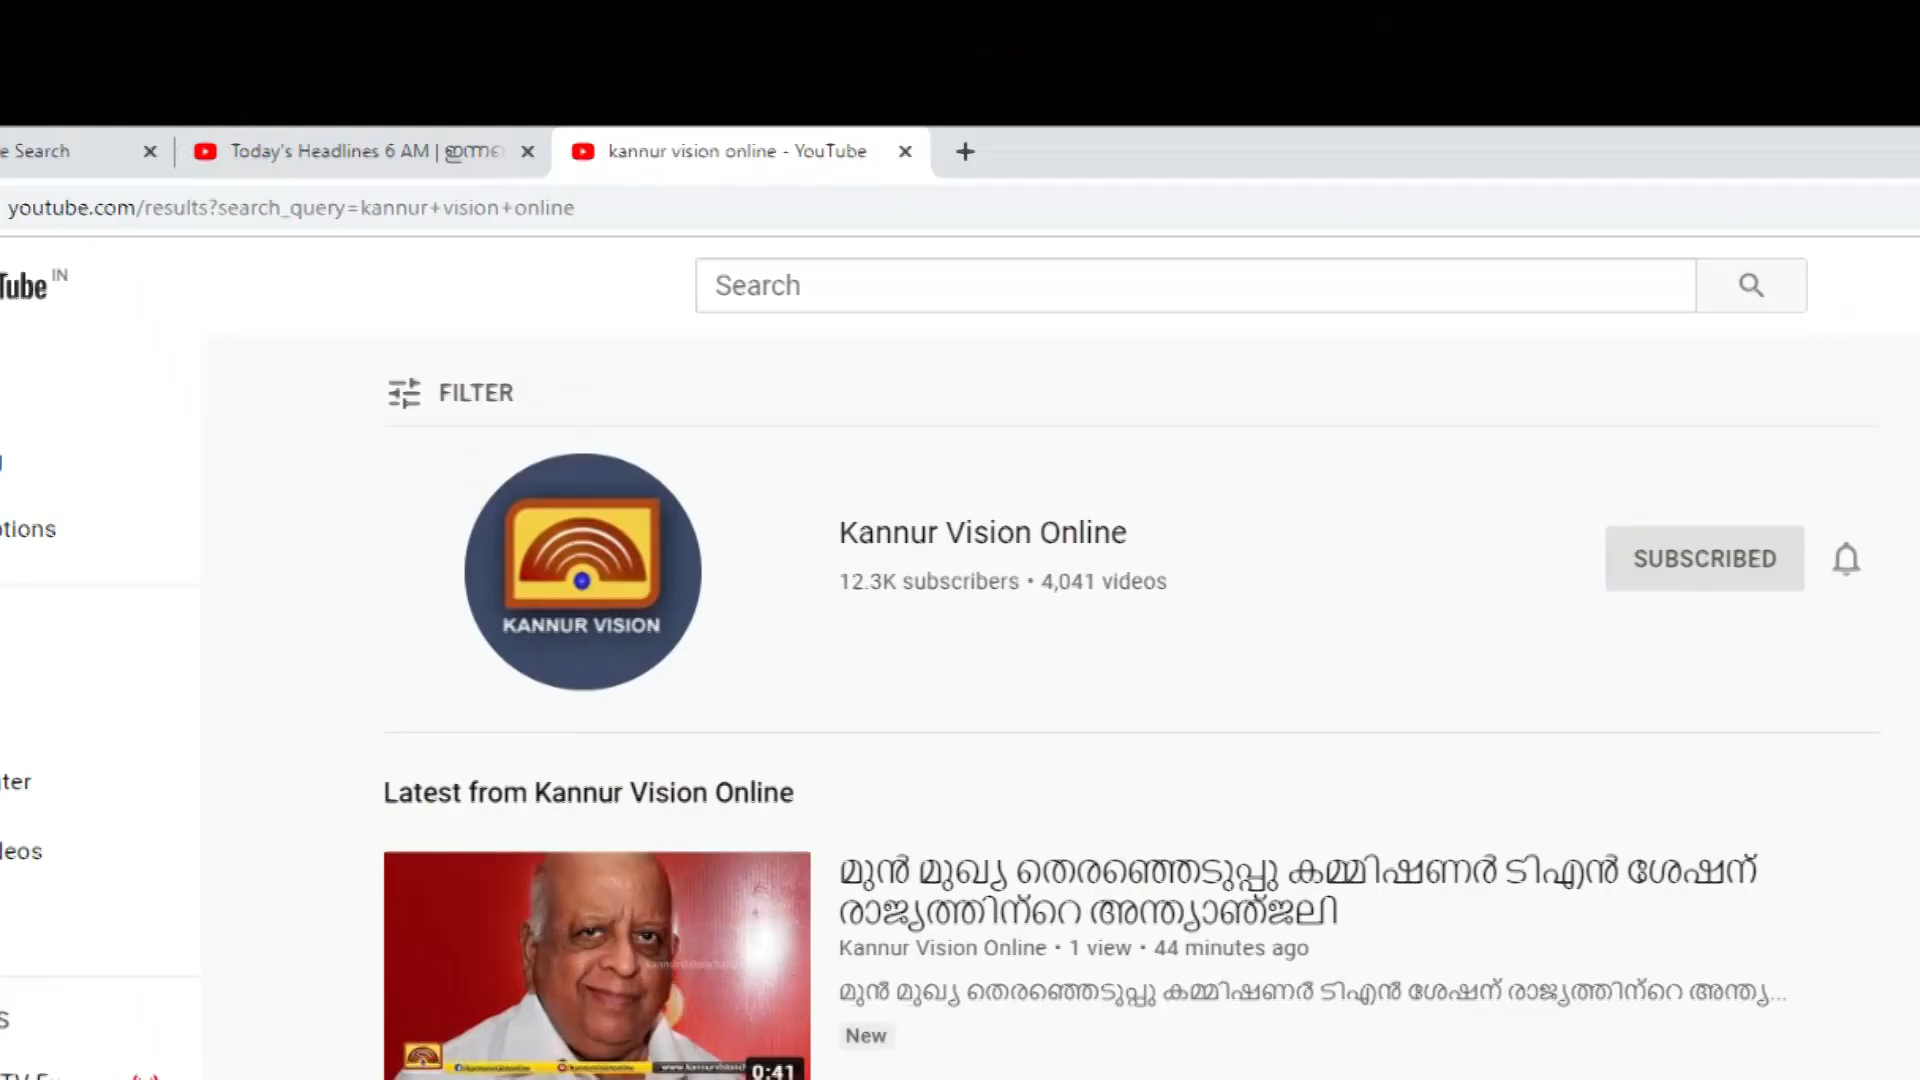 e Search
Today's Headlines 6 AM | ഇന്നത്
kannur vision online - YouTube
youtube.com/results?search_query=kannur+vision+online
Tube IN
Search
FILTER
KANNUR VISION
Kannur Vision Online
12.3K subscribers • 4,041 videos
SUBSCRIBED
tions
Latest from Kannur Vision Online
ter
leos
മുൻ മുഖ്യ തെരഞ്ഞെടുപ്പു കമ്മിഷണർ ടിഎൻ ശേഷന്
രാജ്യത്തിന്റെ അന്ത്യാഞ്ജലി
Kannur Vision Online • 1 view • 44 minutes ago
മുൻ മുഖ്യ തെരഞ്ഞെടുപ്പു കമ്മിഷണർ ടിഎൻ ശേഷന് രാജ്യത്തിന്റെ അന്ത്യ...
New
S
0:41